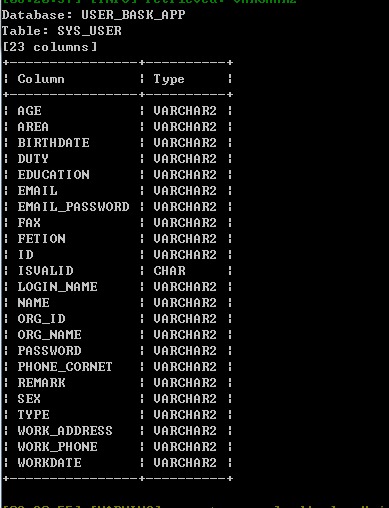 Database: USER_BASK_APP
Table: SYS_USER
[23 columns]
+----------------+-----------+
| Column | Type |
+----------------+-----------+
| AGE | VARCHAR2 |
| AREA | VARCHAR2 |
| BIRTHDATE | VARCHAR2 |
| DUTY | VARCHAR2 |
| EDUCATION | VARCHAR2 |
| EMAIL | VARCHAR2 |
| EMAIL_PASSWORD | VARCHAR2 |
| FAX | VARCHAR2 |
| FETION | VARCHAR2 |
| ID | VARCHAR2 |
| ISVALID | CHAR |
| LOGIN_NAME | VARCHAR2 |
| NAME | VARCHAR2 |
| ORG_ID | VARCHAR2 |
| ORG_NAME | VARCHAR2 |
| PASSWORD | VARCHAR2 |
| PHONE_CORNET | VARCHAR2 |
| REMARK | VARCHAR2 |
| SEX | VARCHAR2 |
| TYPE | VARCHAR2 |
| WORK_ADDRESS | VARCHAR2 |
| WORK_PHONE | VARCHAR2 |
| WORKDATE | VARCHAR2 |
+----------------+-----------+